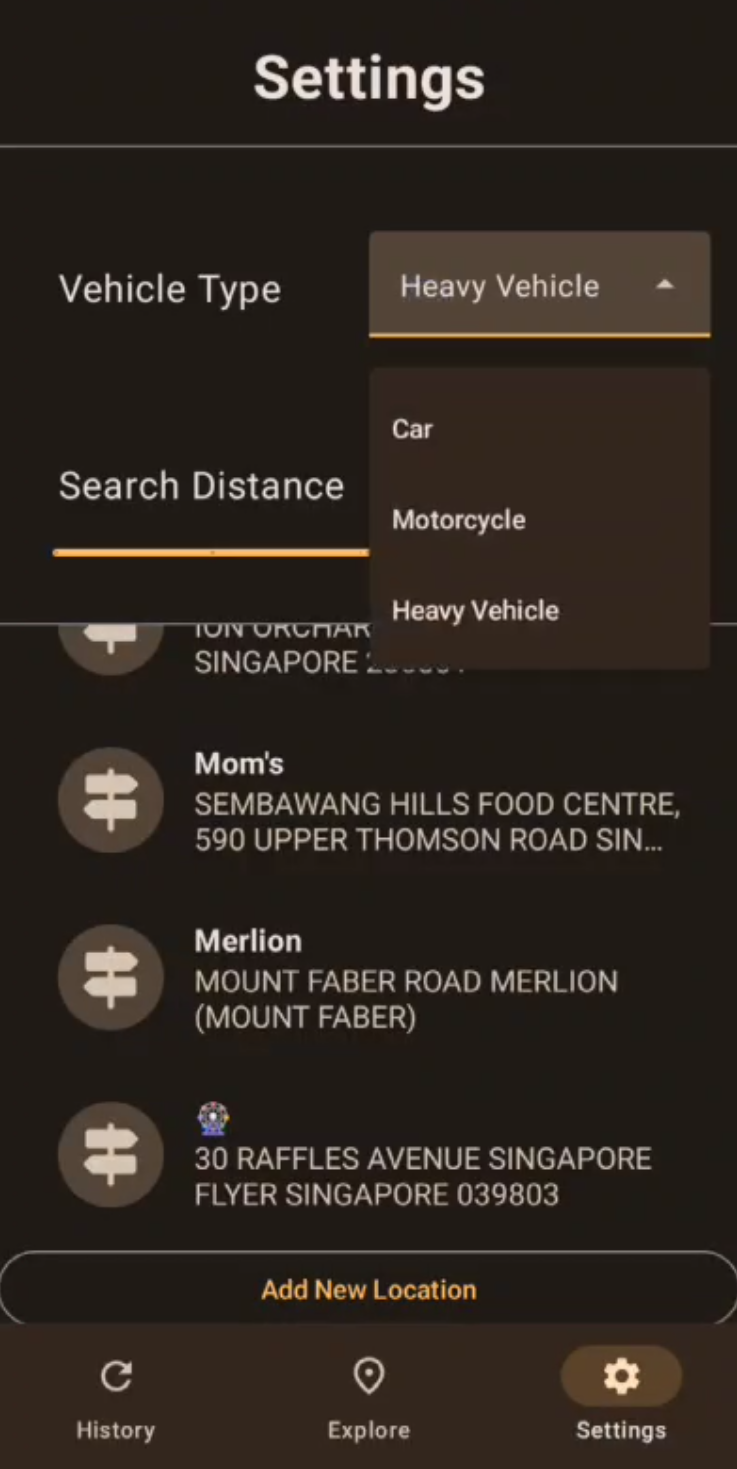 Settings
Vehicle Type
Heavy Vehicle
Car
Search Distance
Motorcycle
Heavy Vehicle
ION ORCHAR
SINGAPORE
Mom's
SEMBAWANG HILLS FOOD CENTRE,
590 UPPER THOMSON ROAD SIN...
Merlion
MOUNT FABER ROAD MERLION
(MOUNT FABER)
🎡
30 RAFFLES AVENUE SINGAPORE
FLYER SINGAPORE 039803
Add New Location
History
Explore
Settings